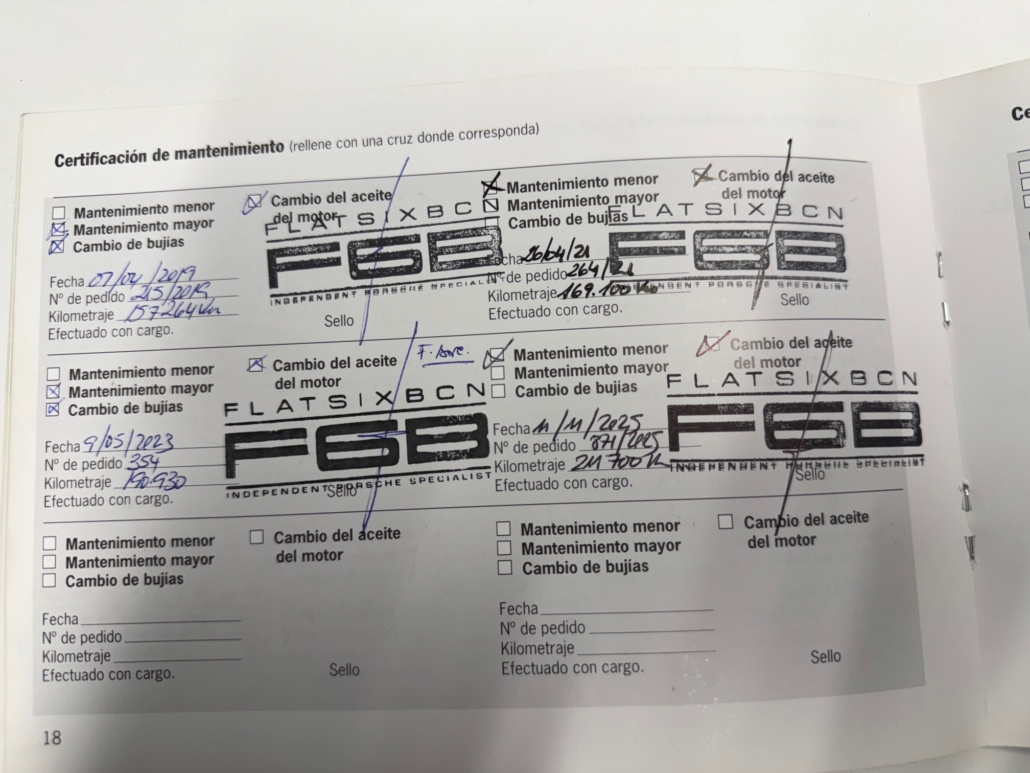 Certificación de mantenimiento (rellene con una cruz donde corresponda)
Mantenimiento menor
Mantenimiento mayor
Cambio de bujías
Cambio del aceite
del motor
FLATSIXBCN
F6B
INDEPENDENT PORSCHE SPECIALIST
Fecha 07/04/2019
Nº de pedido 215/2019
Kilometraje 157264 km
Efectuado con cargo.
Sello
Mantenimiento menor
Mantenimiento mayor
Cambio de bujías
Cambio del aceite
del motor
FLATSIXBCN
F6B
INDEPENDENT PORSCHE SPECIALIST
Fecha 26/04/21
Nº de pedido 264/21
Kilometraje 169.100 Km
Efectuado con cargo.
Sello
Mantenimiento menor
Mantenimiento mayor
Cambio de bujías
Cambio del aceite
del motor
FLATSIXBCN
F6B
INDEPENDENT PORSCHE SPECIALIST
Fecha 9/05/2023
Nº de pedido 354
Kilometraje 190.930
Efectuado con cargo.
Sello
Mantenimiento menor
Mantenimiento mayor
Cambio de bujías
Cambio del aceite
del motor
FLATSIXBCN
F6B
INDEPENDENT PORSCHE SPECIALIST
Fecha 11/11/2025
Nº de pedido 871/2025
Kilometraje 211 700 K
Efectuado con cargo.
Sello
Mantenimiento menor
Mantenimiento mayor
Cambio de bujías
Cambio del aceite
del motor
Fecha
Nº de pedido
Kilometraje
Efectuado con cargo.
Sello
Mantenimiento menor
Mantenimiento mayor
Cambio de bujías
Cambio del aceite
del motor
Fecha
Nº de pedido
Kilometraje
Efectuado con cargo.
Sello
18
Ce